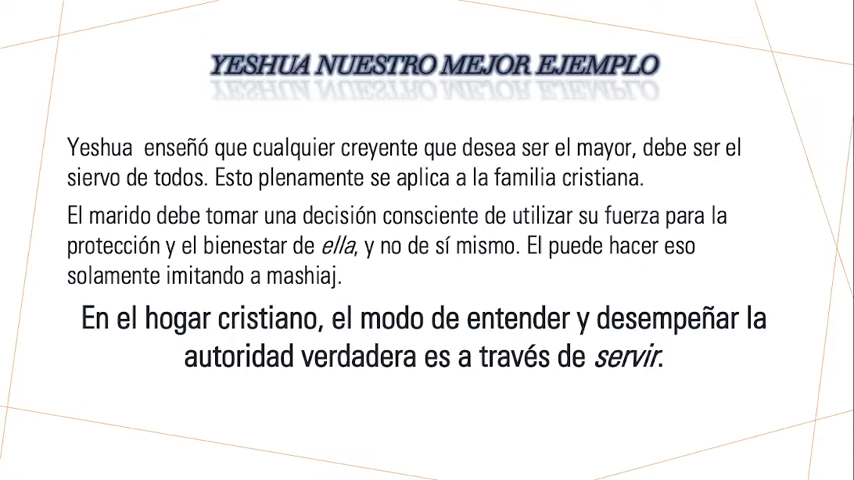 YESHUA NUESTRO MEJOR EJEMPLO
Yeshua  enseñó que cualquier creyente que desea ser el mayor, debe ser el
siervo de todos. Esto plenamente se aplica a la familia cristiana.
El marido debe tomar una decisión consciente de utilizar su fuerza para la
protección y el bienestar de ella, y no de sí mismo. El puede hacer eso
solamente imitando a mashiaj.
En el hogar cristiano, el modo de entender y desempeñar la
autoridad verdadera es a través de servir.